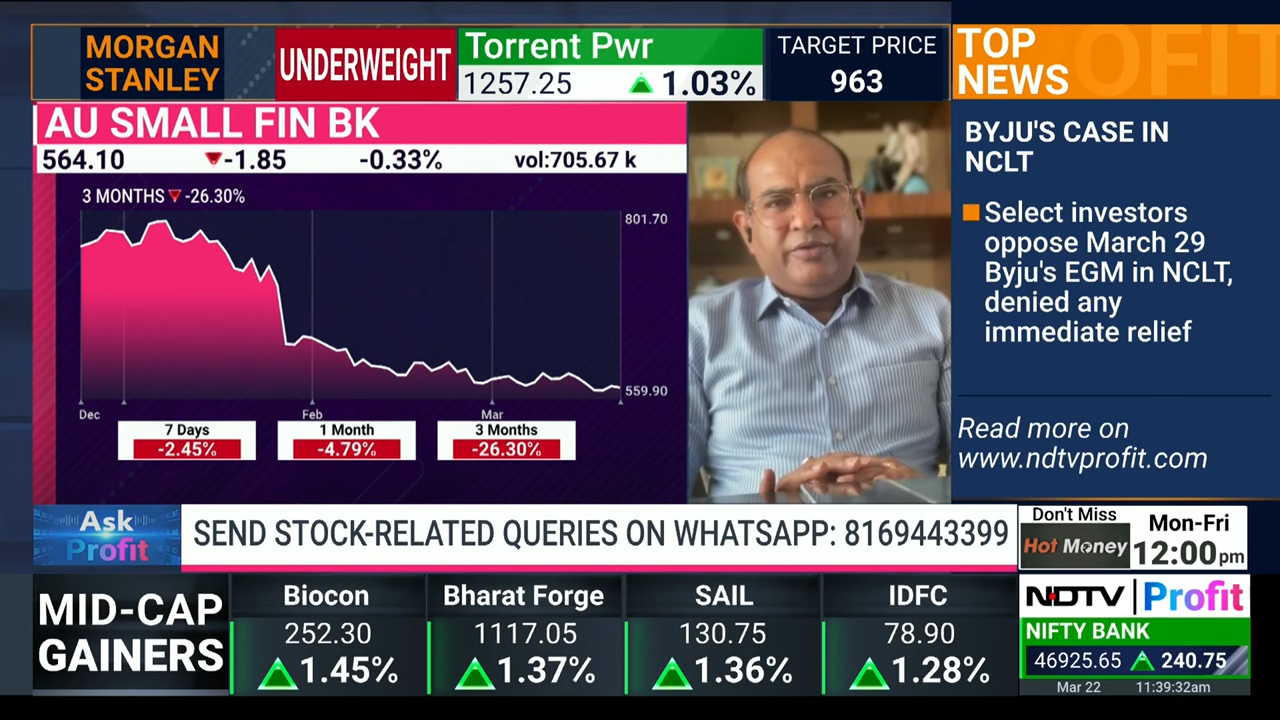 MORGAN
STANLEY
UNDERWEIGHT
Torrent Pwr
1257.25 1.03%
TARGET PRICE
963
TOP
NEWS
AU SMALL FIN BK
564.10 -1.85 -0.33% vol:705.67 k
3 MONTHS -26.30%
801.70
559.90
Dec Feb Mar
7 Days
-2.45%
1 Month
-4.79%
3 Months
-26.30%
BYJU'S CASE IN
NCLT
Select investors
oppose March 29
Byju's EGM in NCLT,
denied any
immediate relief
Read more on
www.ndtvprofit.com
Ask
Profit
SEND STOCK-RELATED QUERIES ON WHATSAPP: 8169443399
Don't Miss
Hot Money
Mon-Fri
12:00pm
MID-CAP
GAINERS
Biocon
252.30
1.45%
Bharat Forge
1117.05
1.37%
SAIL
130.75
1.36%
IDFC
78.90
1.28%
NDTV Profit
NIFTY BANK
46925.65 240.75
Mar 22 11:39:32am